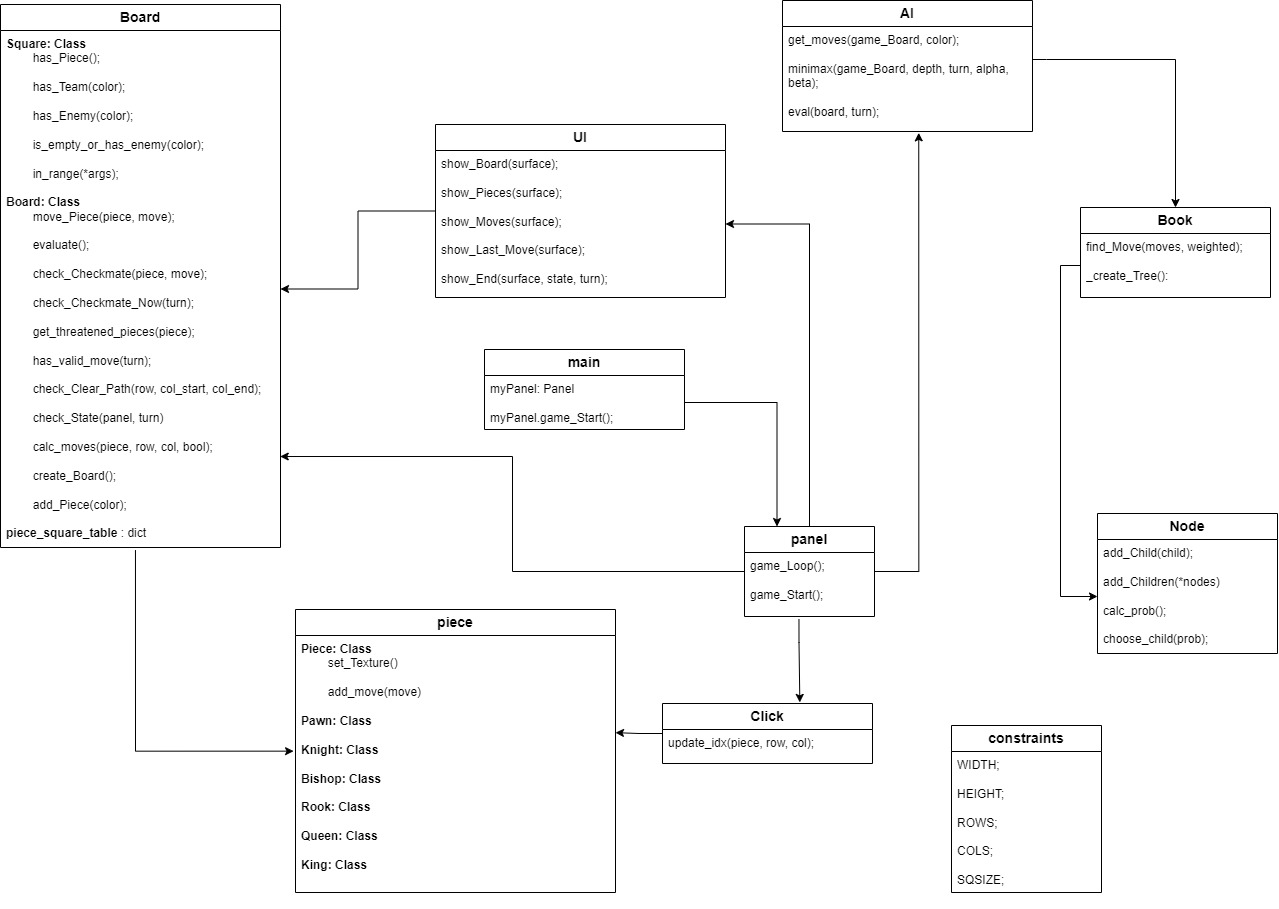 Board
Square: Class
has_Piece();
has_Team(color);
has_Enemy(color);
is_empty_or_has_enemy(color);
in_range(*args);
Board: Class
move_Piece(piece, move);
evaluate();
check_Checkmate(piece, move);
check_Checkmate_Now(turn);
get_threatened_pieces(piece);
has_valid_move(turn);
check_Clear_Path(row, col_start, col_end);
check_State(panel, turn)
calc_moves(piece, row, col, bool);
create_Board();
add_Piece(color);
piece_square_table : dict
UI
show_Board(surface);
show_Pieces(surface);
show_Moves(surface);
show_Last_Move(surface);
show_End(surface, state, turn);
AI
get_moves(game_Board, color);
minimax(game_Board, depth, turn, alpha,
beta);
eval(board, turn);
Book
find_Move(moves, weighted);
_create_Tree():
main
myPanel: Panel
myPanel.game_Start();
panel
game_Loop();
game_Start();
Node
add_Child(child);
add_Children(*nodes)
calc_prob();
choose_child(prob);
piece
Piece: Class
set_Texture()
add_move(move)
Pawn: Class
Knight: Class
Bishop: Class
Rook: Class
Queen: Class
King: Class
Click
update_idx(piece, row, col);
constraints
WIDTH;
HEIGHT;
ROWS;
COLS;
SQSIZE;